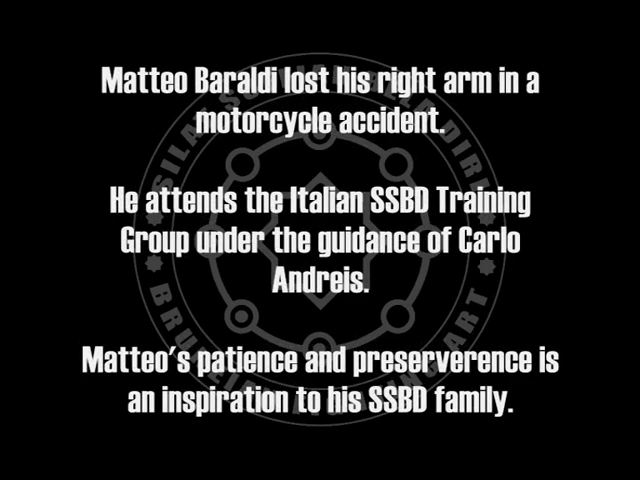 Matteo Baraldi lost his right arm in a
motorcycle accident.
He attends the Italian SSBD Training
Group under the guidance of Carlo
Andreis.
Matteo's patience and preserverence is
an inspiration to his SSBD family.